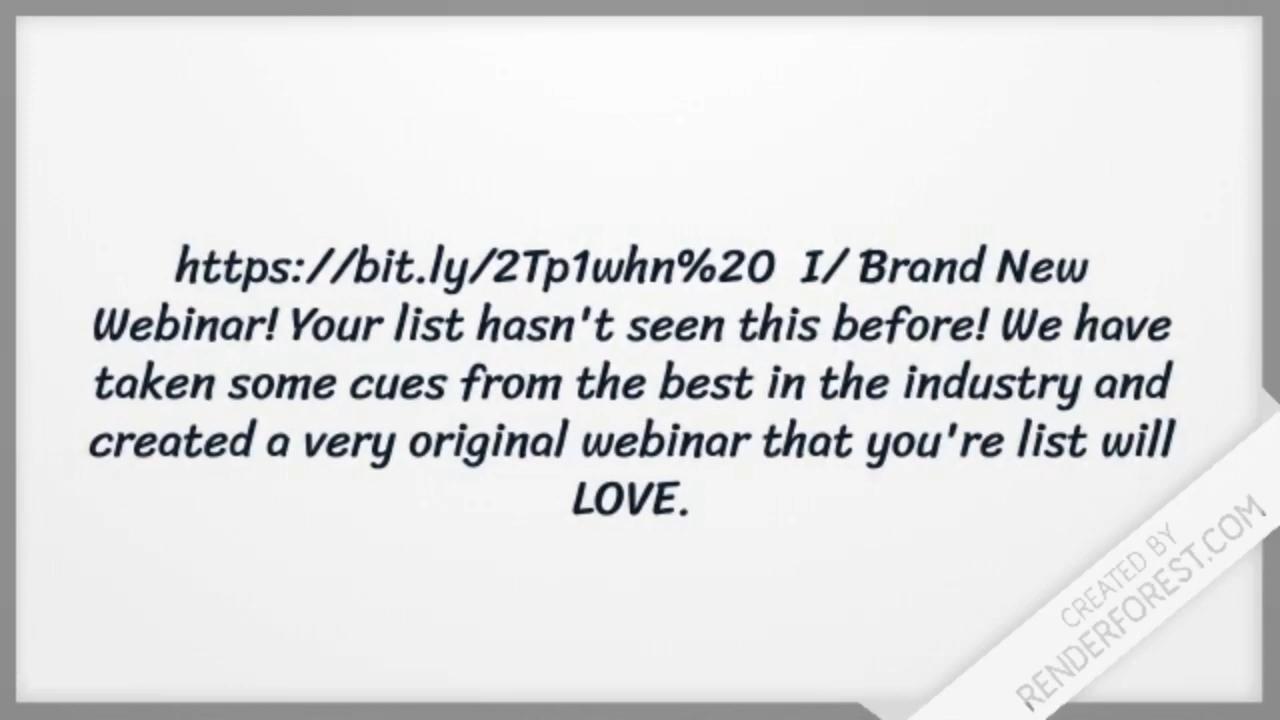 https://bit.ly/2Tp1whn%20  I/ Brand New
Webinar! Your list hasn't seen this before! We have
taken some cues from the best in the industry and
created a very original webinar that you're list will
LOVE.
CREATED BY
RENDERFOREST.COM